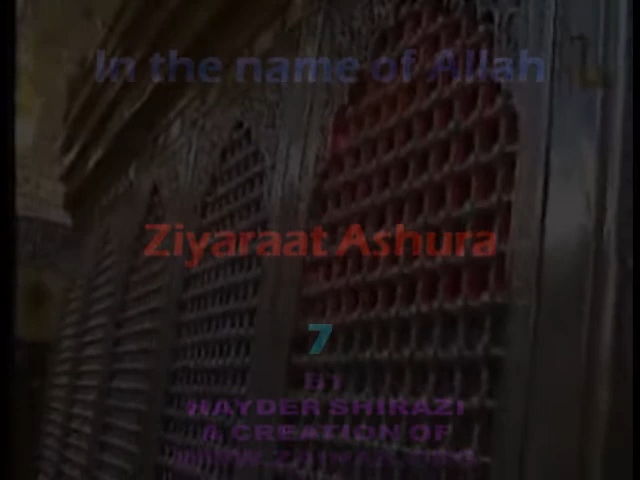 In the name of Allah
Ziyaraat Ashura
7
BY
HAYDER SHIRAZI
A CREATION OF